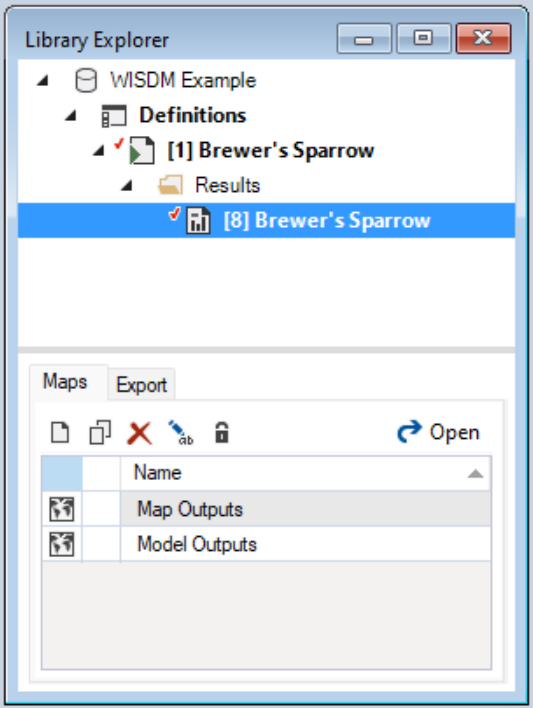 Library Explorer
WISDM Example
Definitions
[1] Brewer's Sparrow
Results
[8] Brewer's Sparrow
Maps Export
ab Open
Name
Map Outputs
Model Outputs